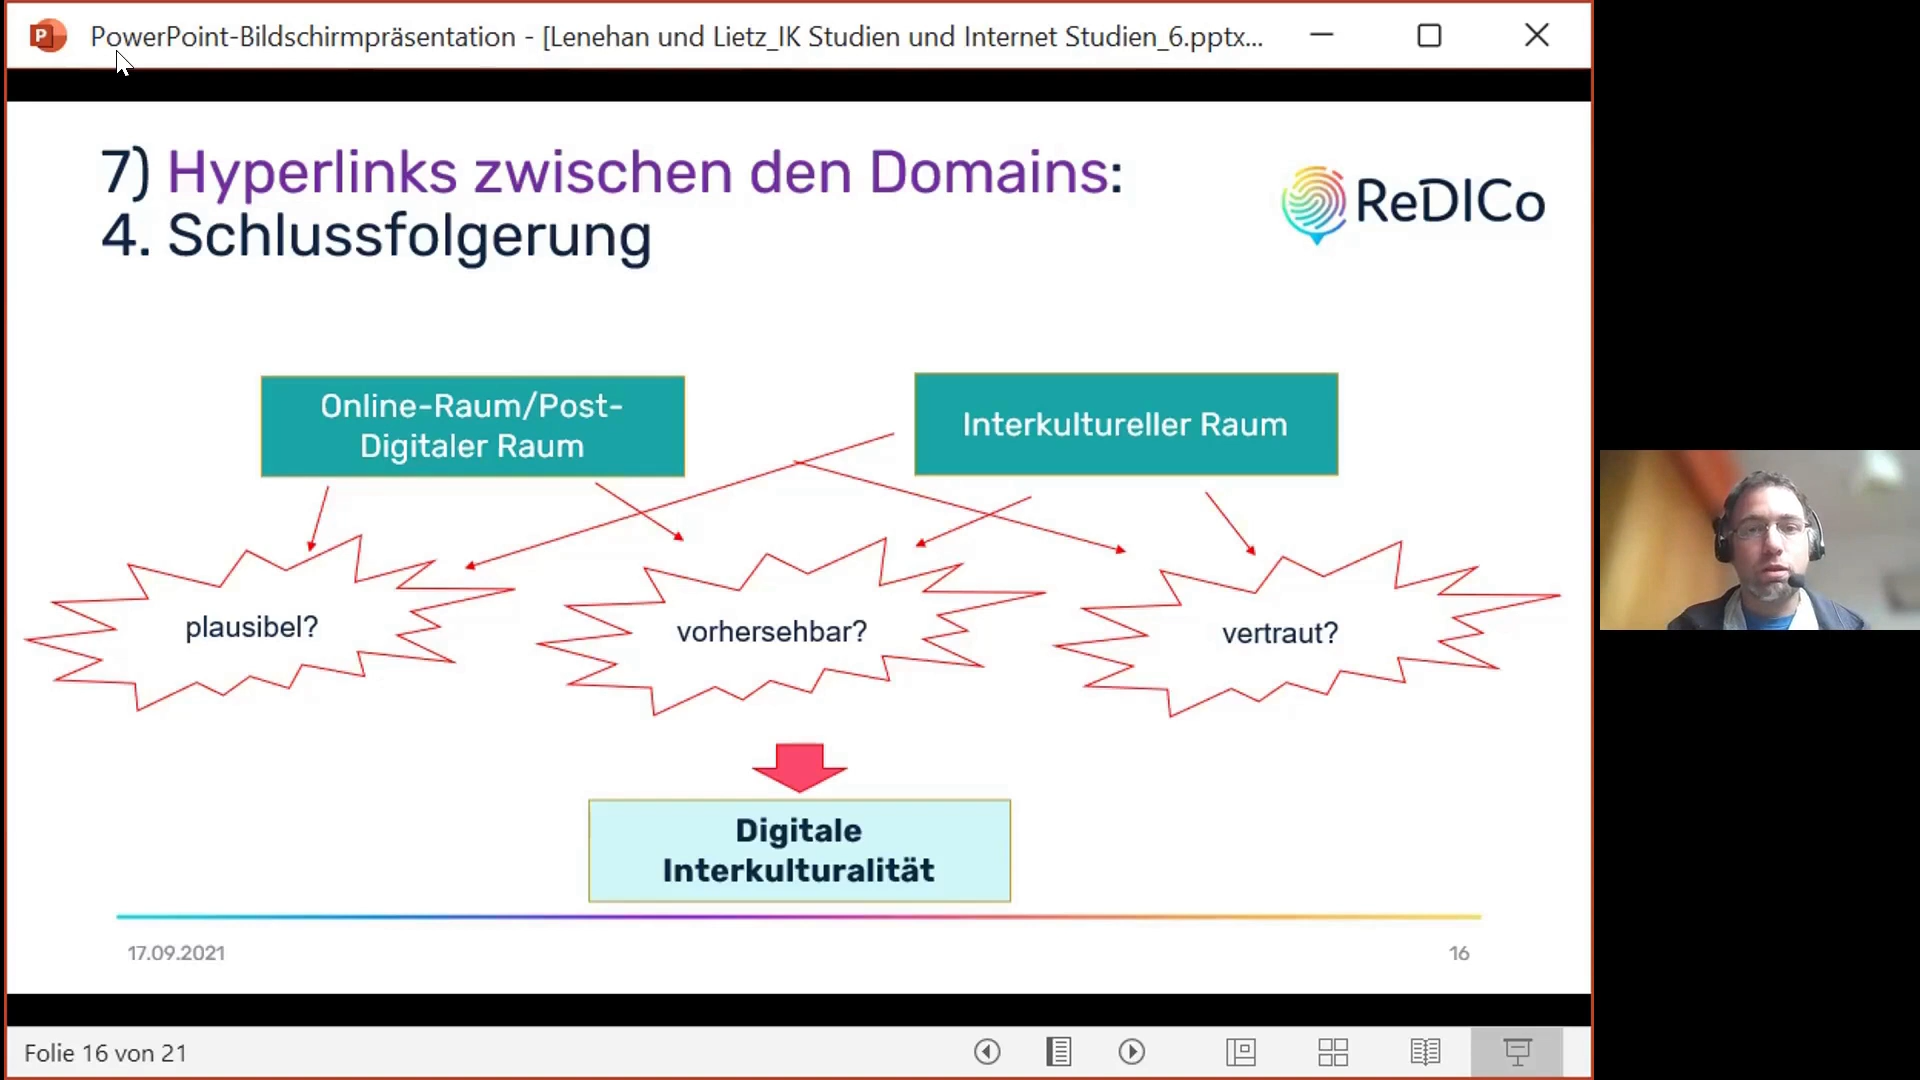 PowerPoint-Bildschirmpräsentation - [Lenehan und Lietz_IK Studien und Internet Studien_6.pptx...
7) Hyperlinks zwischen den Domains:
4. Schlussfolgerung
ReDICo
Online-Raum/Post-
Digitaler Raum
Interkultureller Raum
plausibel?
vorhersehbar?
vertraut?
Digitale
Interkulturalität
17.09.2021
16
Folie 16 von 21